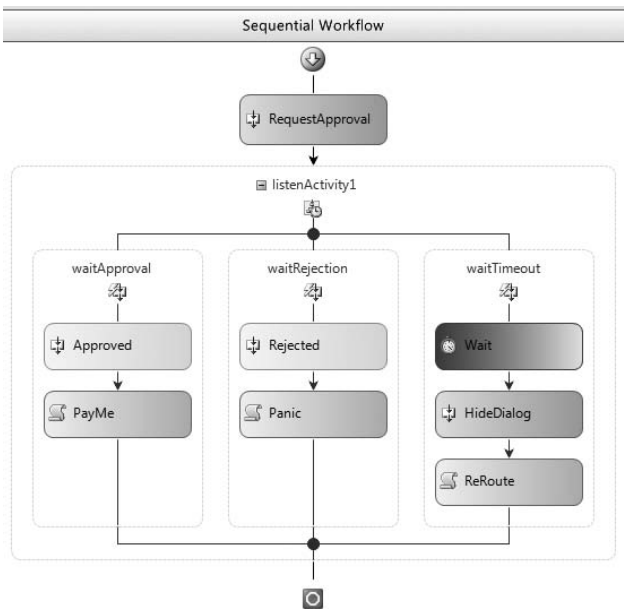 Sequential Workflow
RequestApproval
listenActivity1
waitApproval
waitRejection
waitTimeout
Approved
Rejected
Wait
PayMe
Panic
HideDialog
ReRoute